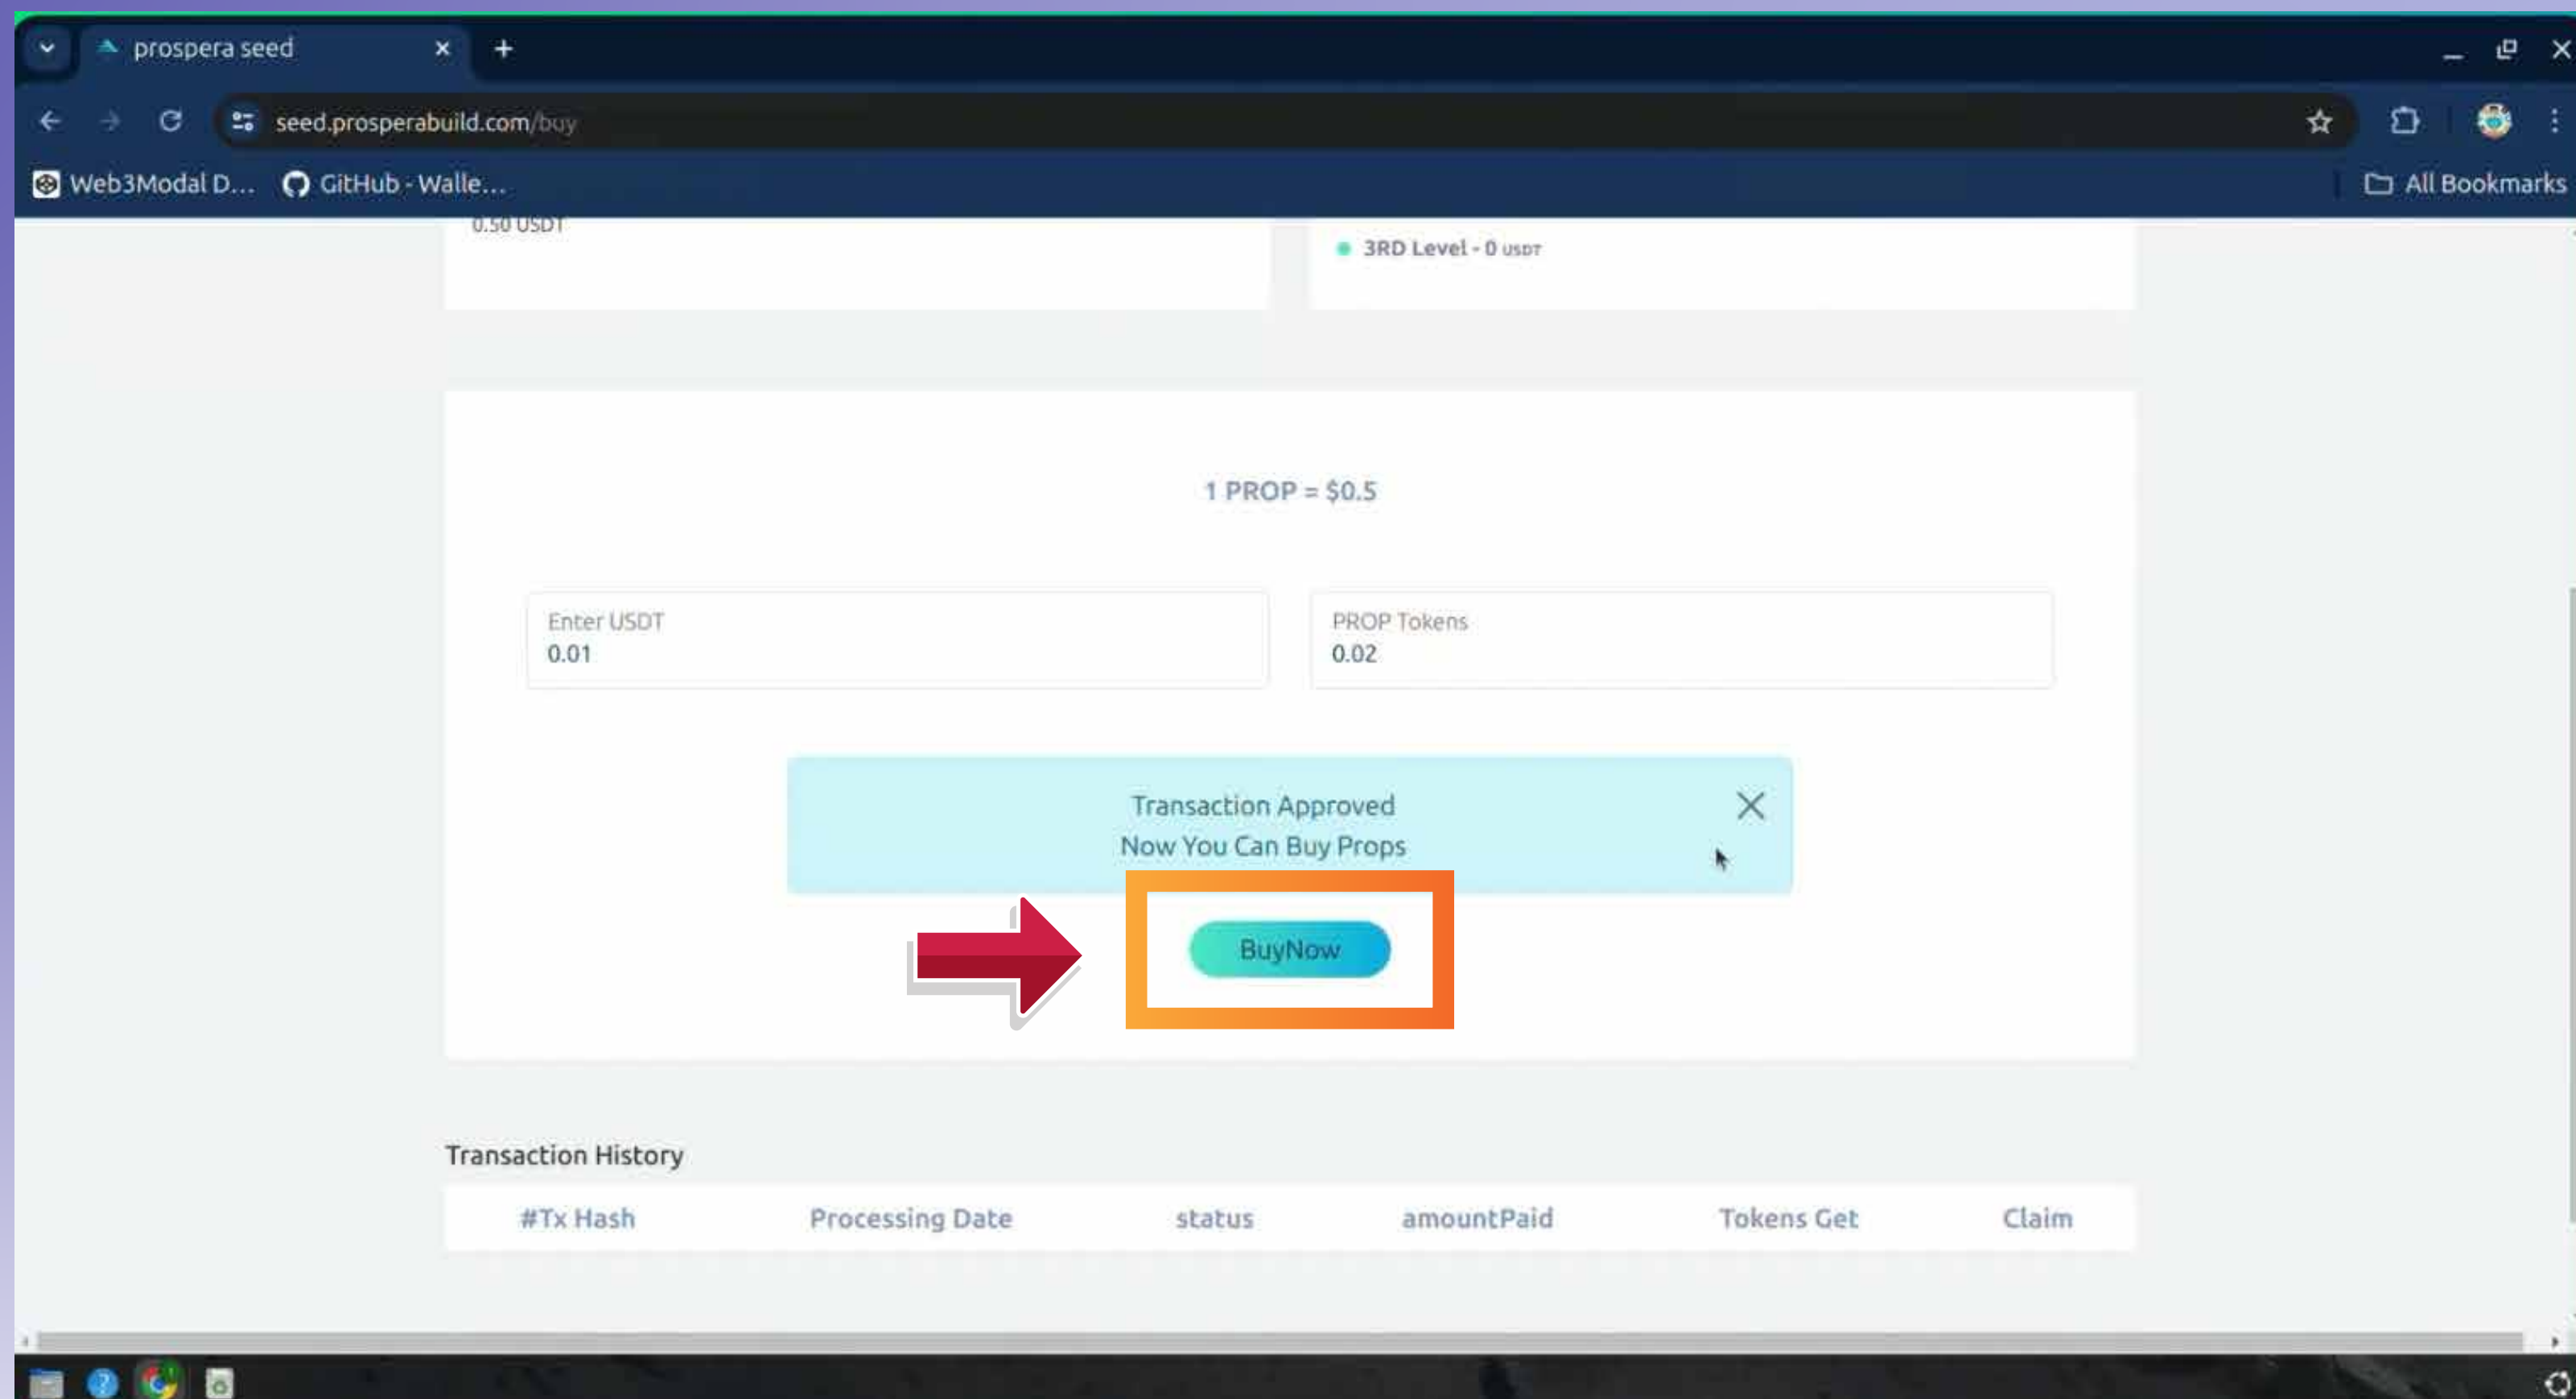 prospera seed
seed.prosperabuild.com/buy
Web3Modal D...
GitHub - Walle...
All Bookmarks
0.50 USDT
3RD Level - 0 USDT
1 PROP = $0.5
Enter USDT
0.01
PROP Tokens
0.02
Transaction Approved
Now You Can Buy Props
BuyNow
Transaction History
#Tx Hash Processing Date status amountPaid Tokens Get Claim